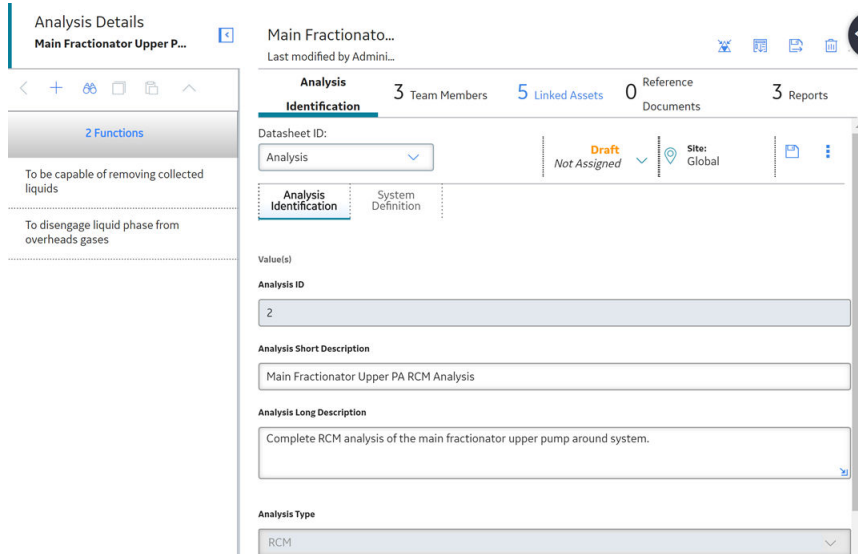 Analysis Details
Main Fractionator Upper P...
Main Fractionato...
Last modified by Admini...
Analysis
Identification
3 Team Members
5 Linked Assets
0 Reference
Documents
3 Reports
2 Functions
To be capable of removing collected
liquids
To disengage liquid phase from
overheads gases
Datasheet ID:
Analysis
Draft
Not Assigned
Site:
Global
Analysis
Identification
System
Definition
Value(s)
Analysis ID
2
Analysis Short Description
Main Fractionator Upper PA RCM Analysis
Analysis Long Description
Complete RCM analysis of the main fractionator upper pump around system.
Analysis Type
RCM